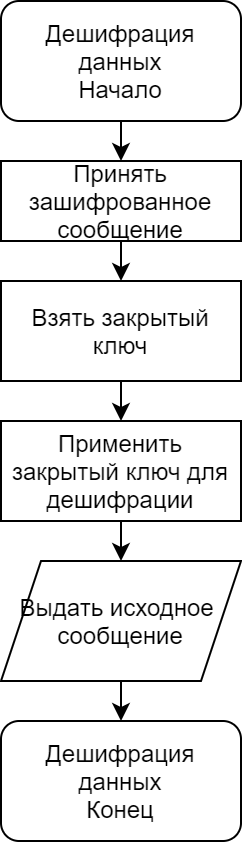 Дешифрация
данных
Начало
Принять
зашифрованное
сообщение
Взять закрытый
ключ
Применить
закрытый ключ для
дешифрации
Выдать исходное
сообщение
Дешифрация
данных
Конец